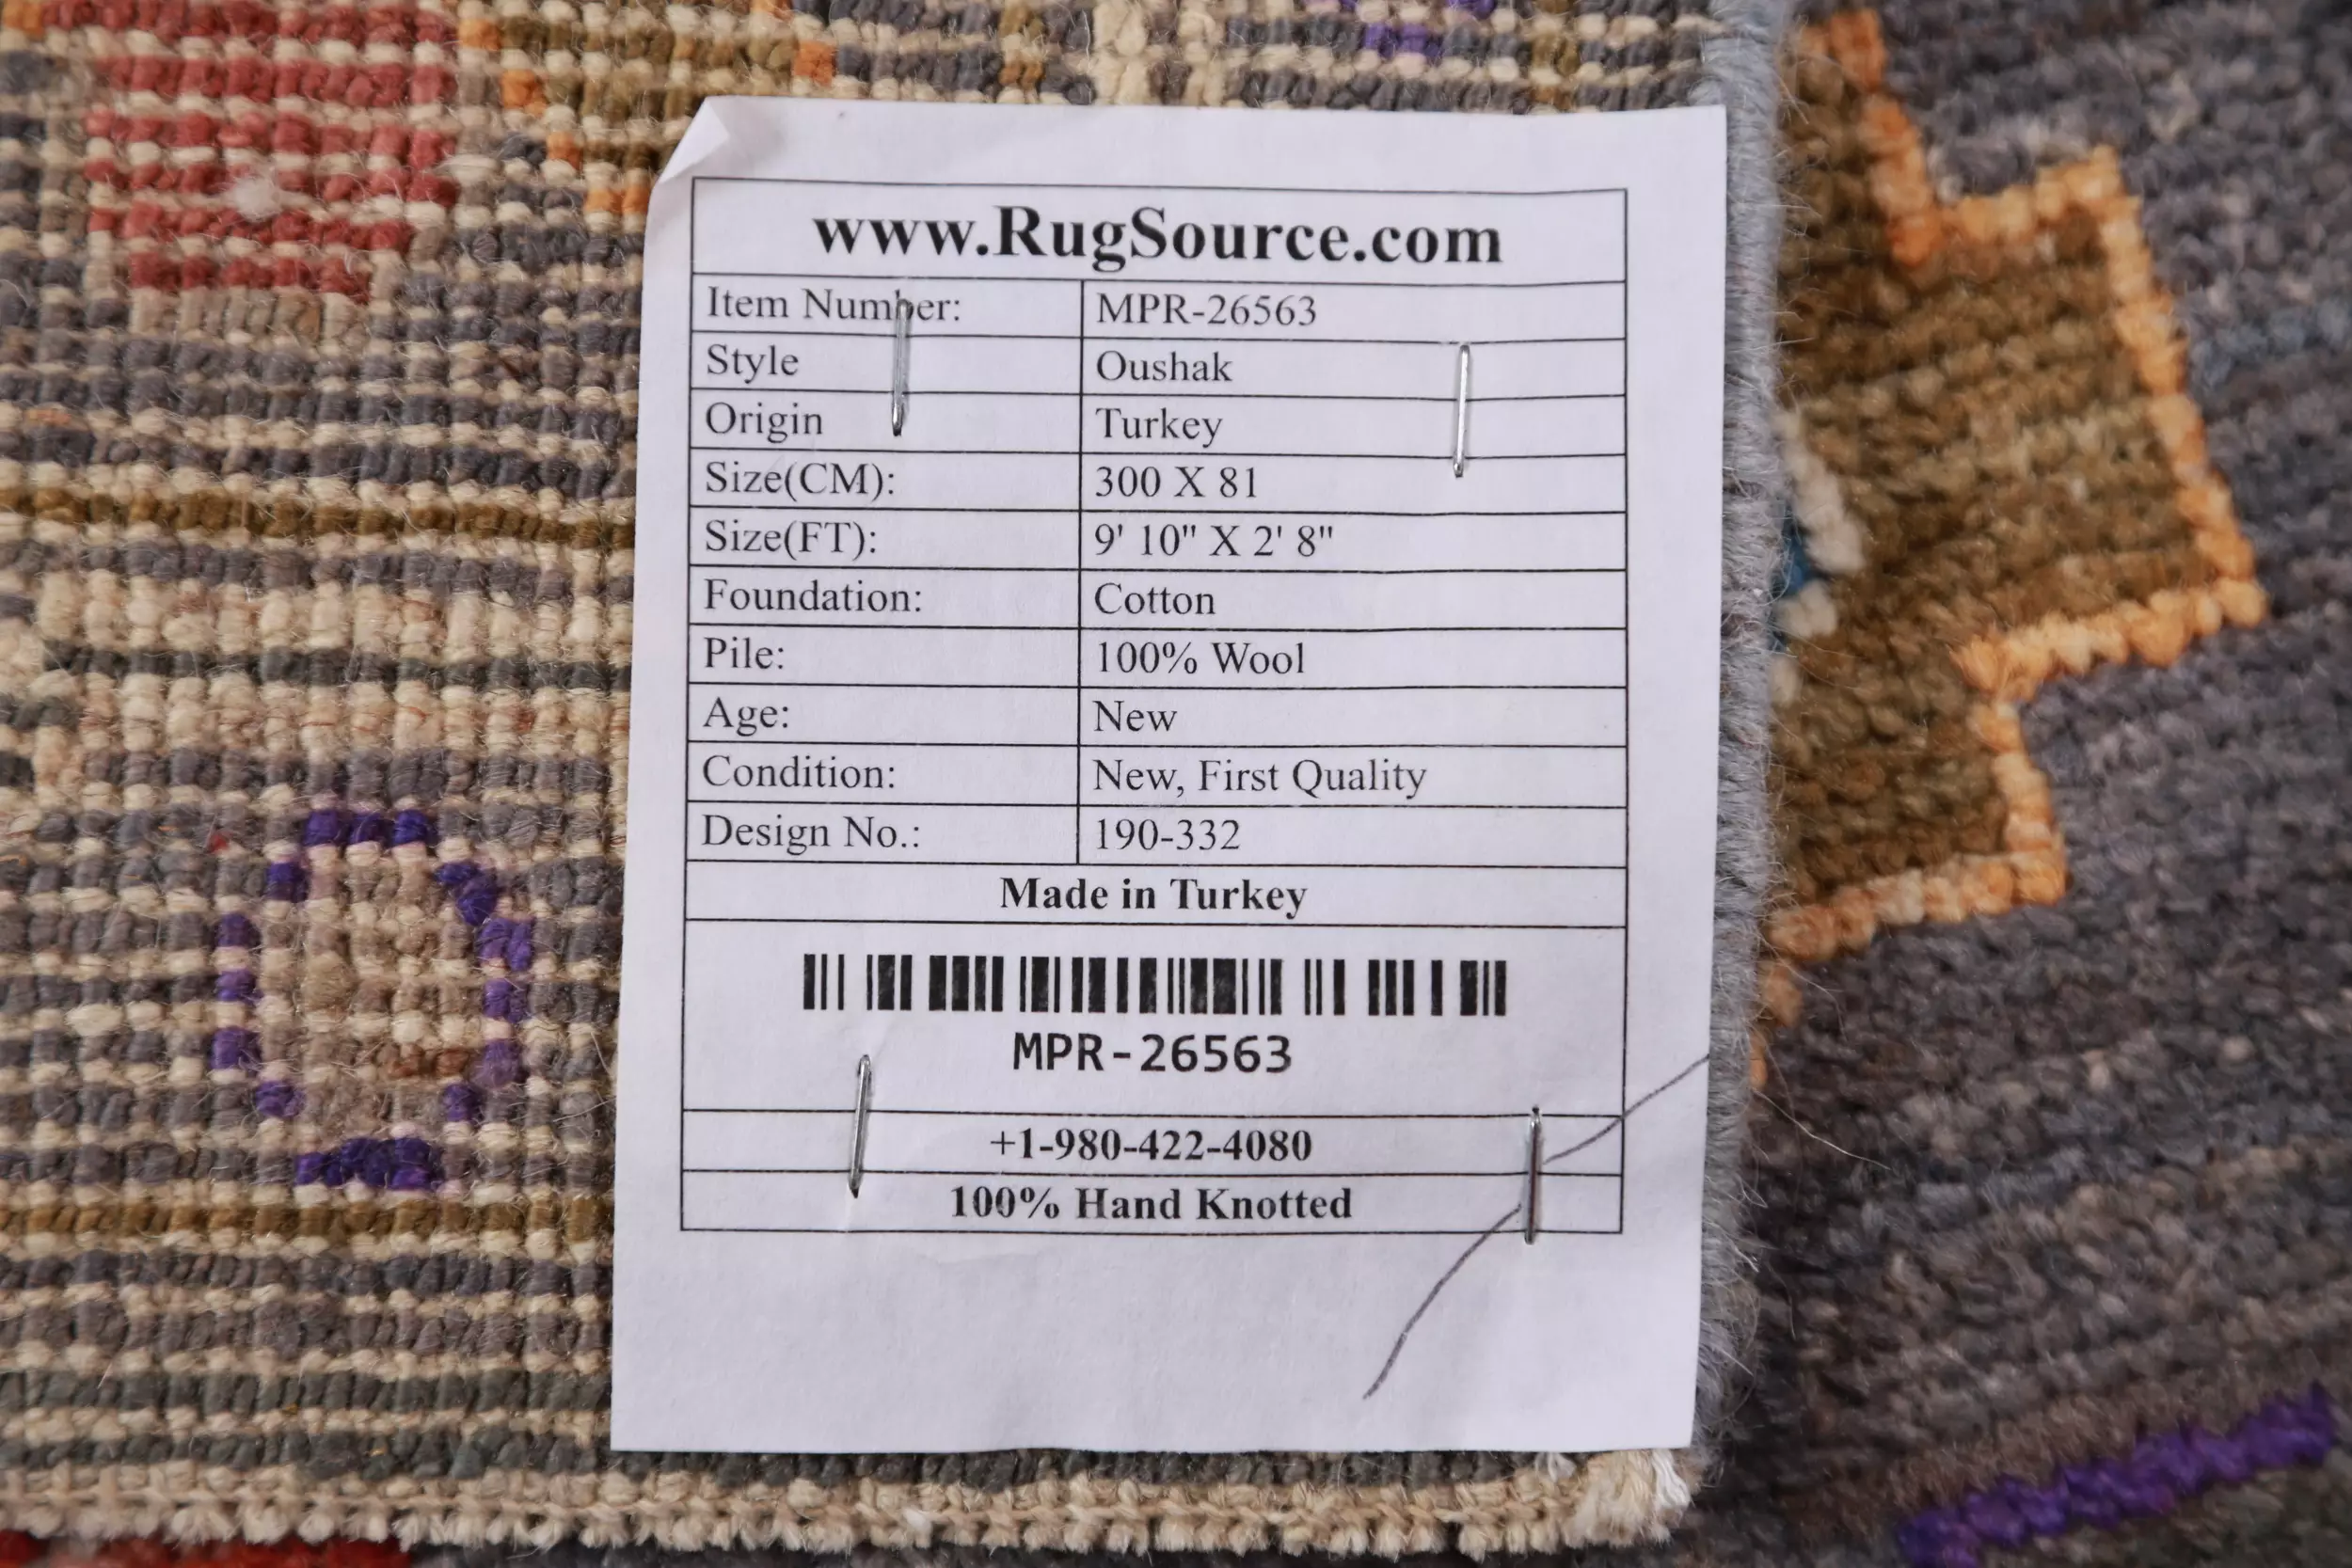 www.RugSource.com
Item Number: MPR-26563
Style Oushak
Origin Turkey
Size(CM): 300 X 81
Size(FT): 9' 10" X 2' 8"
Foundation: Cotton
Pile: 100% Wool
Age: New
Condition: New, First Quality
Design No.: 190-332
Made in Turkey
MPR-26563
+1-980-422-4080
100% Hand Knotted